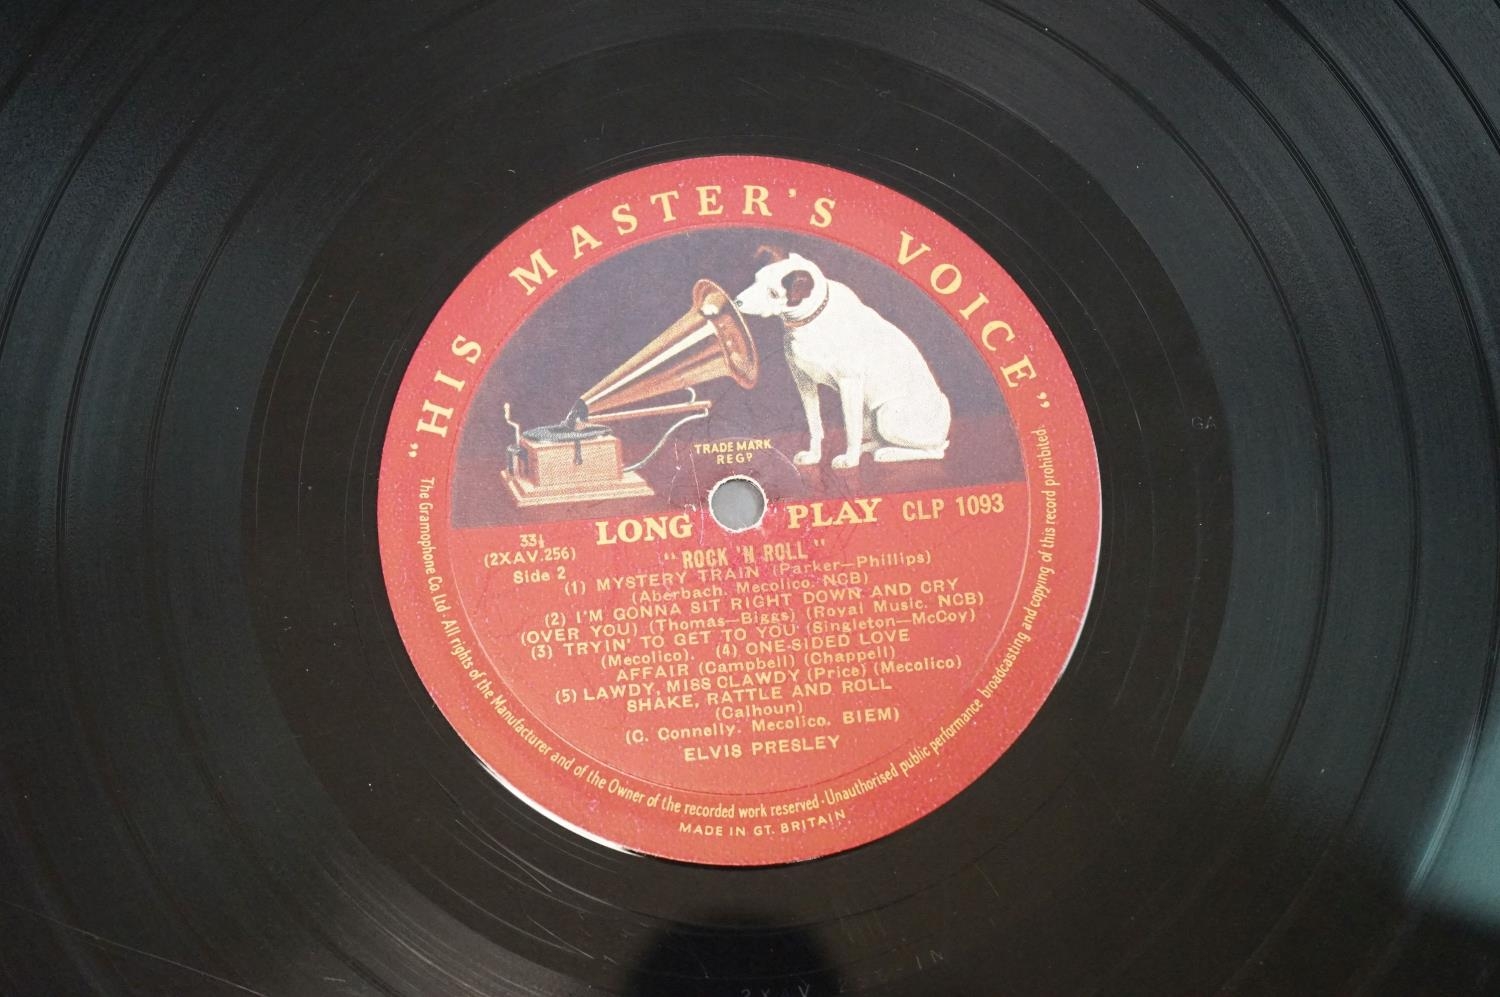 “HIS MASTER'S VOICE”
TRADE MARK
REGD
LONG PLAY CLP 1093
33⅓
(2XAV.256)
Side 2
“ROCK 'N ROLL”
(1) MYSTERY TRAIN (Parker—Phillips)
(Aberbach. Mecolico. NCB)
(2) I'M GONNA SIT RIGHT DOWN AND CRY
(OVER YOU) (Thomas—Biggs) (Royal Music. NCB)
(3) TRYIN' TO GET TO YOU (Singleton—McCoy)
(Mecolico). (4) ONE-SIDED LOVE
AFFAIR (Campbell) (Chappell)
(5) LAWDY, MISS CLAWDY (Price) (Mecolico)
SHAKE, RATTLE AND ROLL
(Calhoun)
(C. Connelly. Mecolico. BIEM)
ELVIS PRESLEY
The Gramophone Co. Ltd · All rights of the Manufacturer and of the Owner of the recorded work reserved · Unauthorised public performance broadcasting and copying of this record prohibited.
MADE IN GT. BRITAIN
GA
2XAV
1N